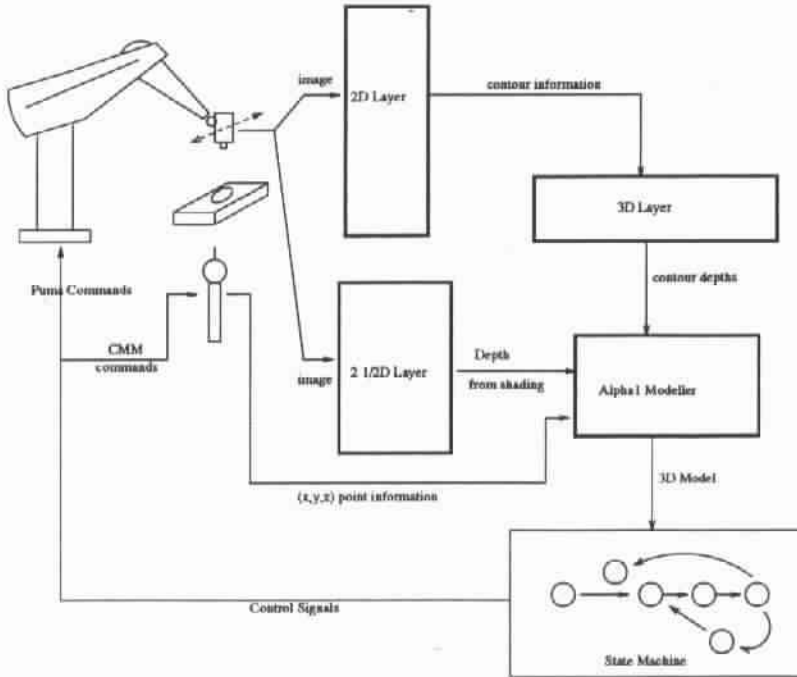 image
2D Layer
contour information
3D Layer
contour depths
Puma Commands
CMM
commands
image
2 1/2D Layer
Depth
from shading
Alpha1 Modeller
(x,y,z) point information
3D Model
Control Signals
State Machine